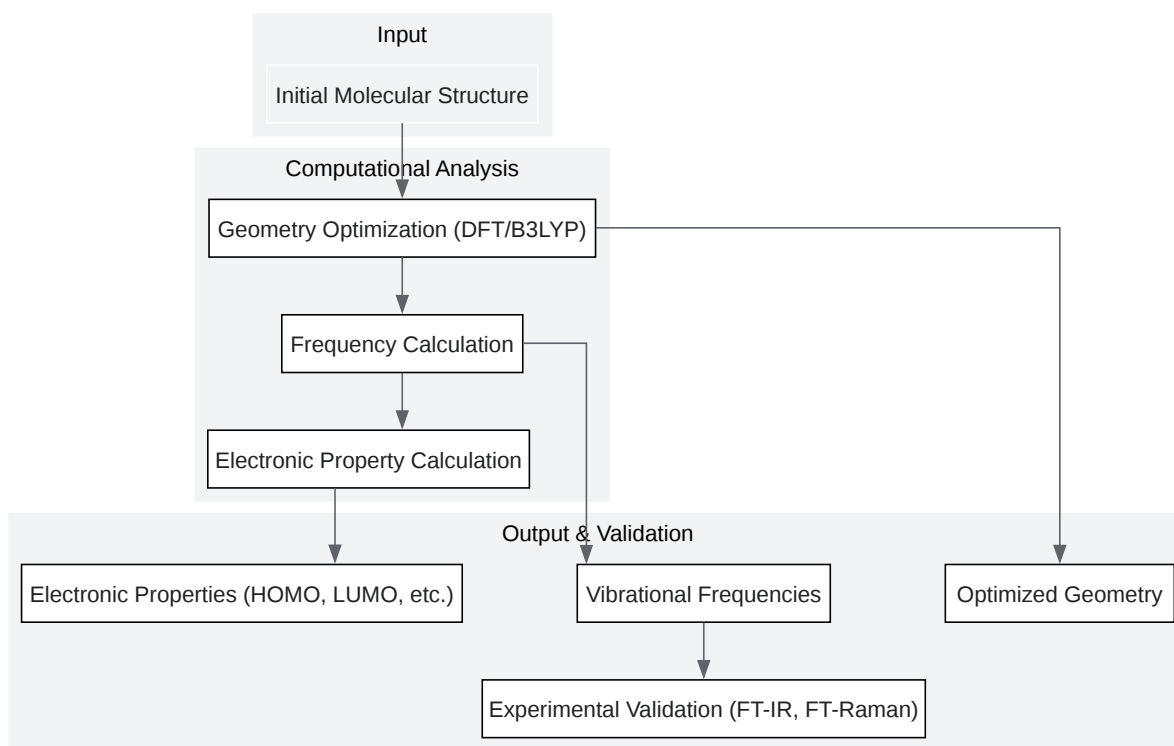 Input
Initial Molecular Structure
Computational Analysis
Geometry Optimization (DFT/B3LYP)
Frequency Calculation
Electronic Property Calculation
Output & Validation
Electronic Properties (HOMO, LUMO, etc.)
Vibrational Frequencies
Optimized Geometry
Experimental Validation (FT-IR, FT-Raman)